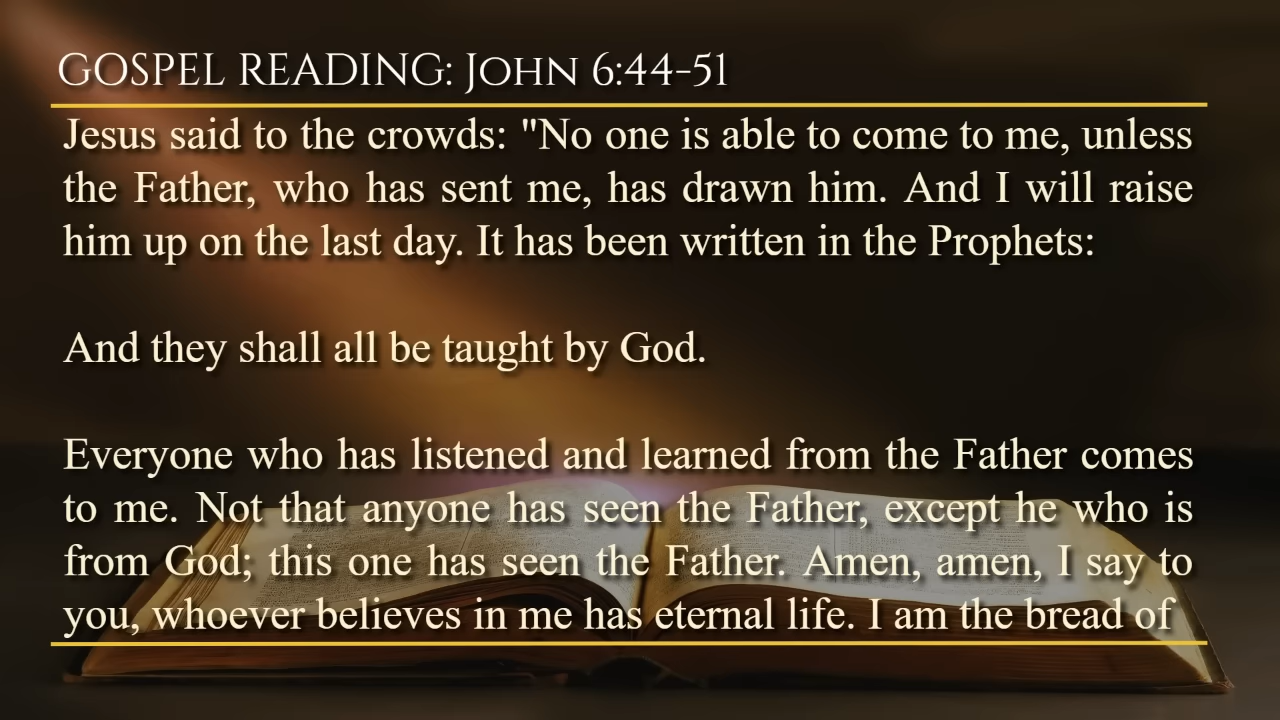 GOSPEL READING: JOHN 6:44-51
Jesus said to the crowds: "No one is able to come to me, unless
the Father, who has sent me, has drawn him. And I will raise
him up on the last day. It has been written in the Prophets:
And they shall all be taught by God.
Everyone who has listened and learned from the Father comes
to me. Not that anyone has seen the Father, except he who is
from God; this one has seen the Father. Amen, amen, I say to
you, whoever believes in me has eternal life. I am the bread of